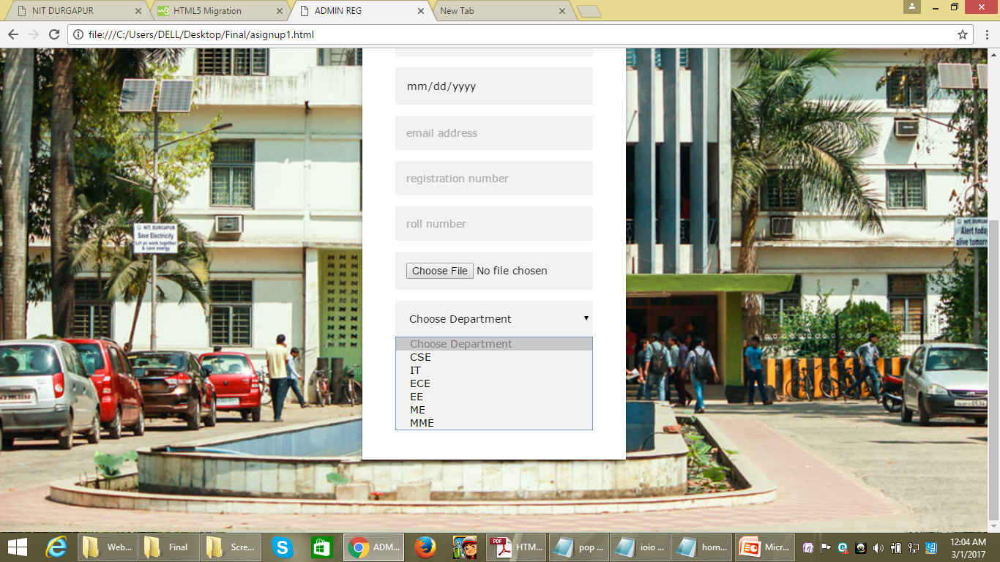 NIT DURGAPUR
HTML5 Migration
ADMIN REG
New Tab
file:///C:/Users/DELL/Desktop/Final/asignup1.html
mm/dd/yyyy
email address
registration number
roll number
Choose File No file chosen
Choose Department
Choose Department
CSE
IT
ECE
EE
ME
MME
NIT, DURGAPUR
Save Electricity
Let us work together
& save energy
NIT, DURGAPUR
Alert today
alive tomorr
Web...
Final
Scre...
ADM...
HTM...
pop ...
ioio ...
hom...
Micr...
12:04 AM
3/1/2017